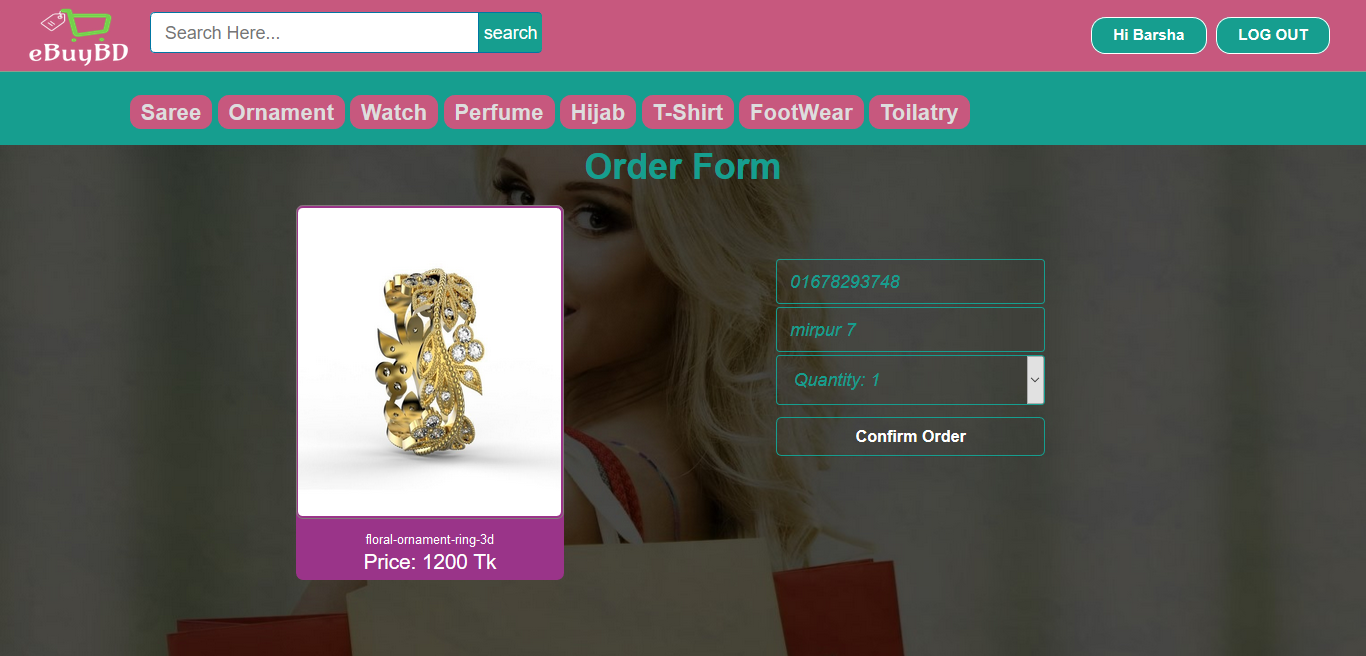 eBuyBD
Search Here...
search
Hi Barsha
LOG OUT
Saree
Ornament
Watch
Perfume
Hijab
T-Shirt
FootWear
Toilatry
Order Form
01678293748
mirpur 7
Quantity: 1
Confirm Order
floral-ornament-ring-3d
Price: 1200 Tk